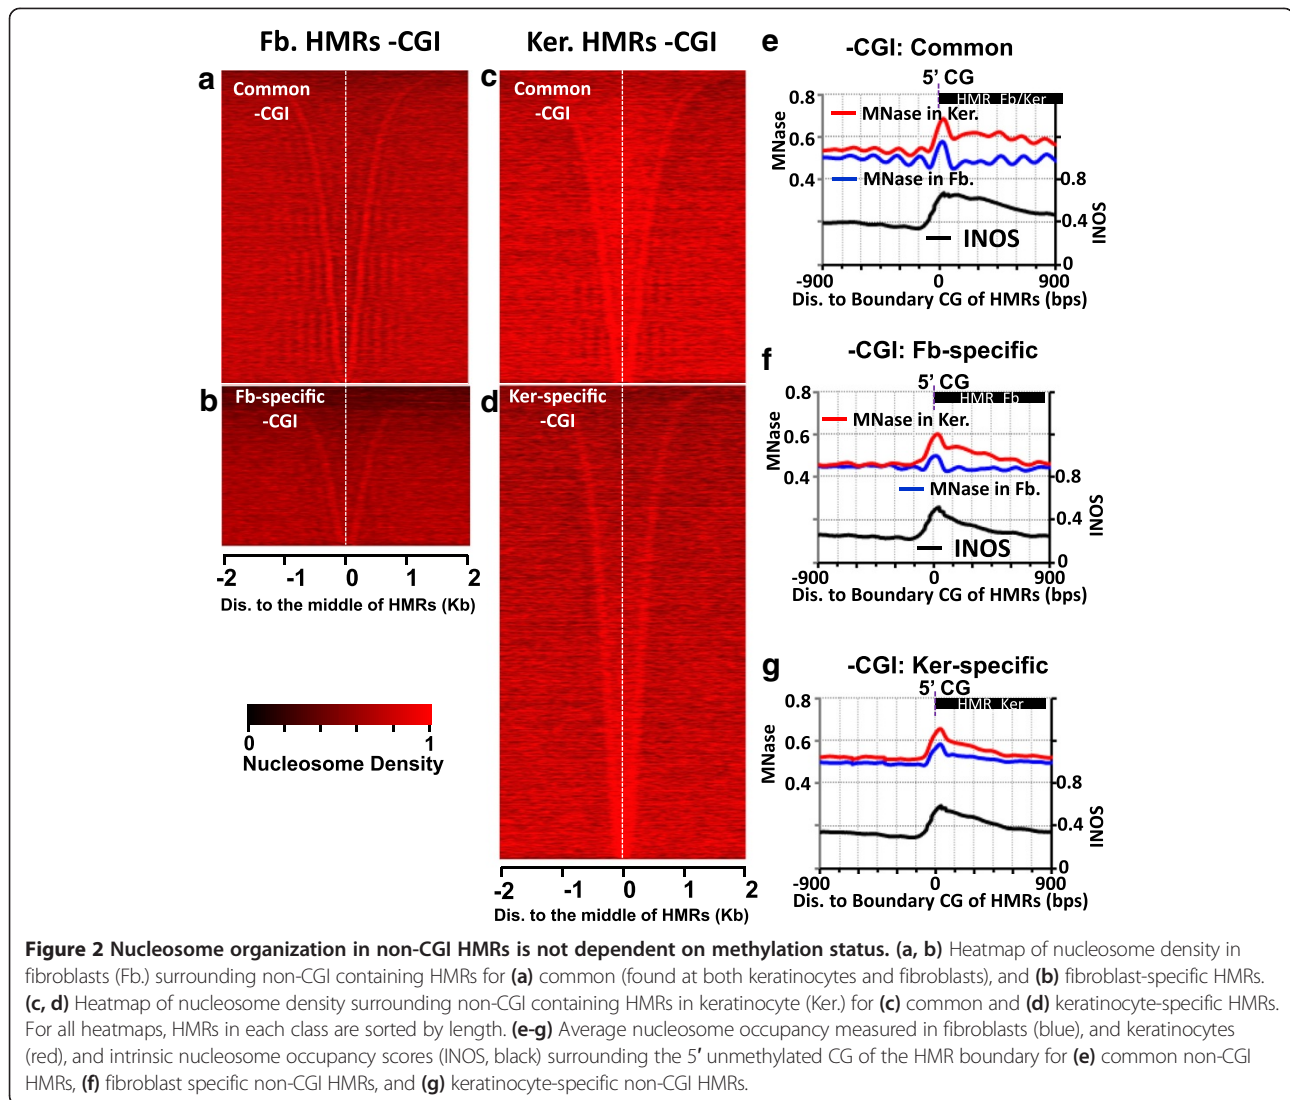 Fb. HMRs -CGI
Ker. HMRs -CGI
a
Common
-CGI
b
Fb-specific
-CGI
-2 -1 0 1 2
Dis. to the middle of HMRs (Kb)
0 1
Nucleosome Density
c
Common
-CGI
d
Ker-specific
-CGI
-2 -1 0 1 2
Dis. to the middle of HMRs (Kb)
e
-CGI: Common
5' CG
HMR Fb/Ker
MNase in Ker.
MNase in Fb.
INOS
0.8
0.6
0.4
MNase
0.8
0.4
0
INOS
-900 0 900
Dis. to Boundary CG of HMRs (bps)
f
-CGI: Fb-specific
5' CG
HMR Fb
MNase in Ker.
MNase in Fb.
INOS
0.8
0.6
0.4
MNase
0.8
0.4
0
INOS
-900 0 900
Dis. to Boundary CG of HMRs (bps)
g
-CGI: Ker-specific
5' CG
HMR Ker
0.8
0.6
0.4
MNase
0.8
0.4
0
INOS
-900 0 900
Dis. to Boundary CG of HMRs (bps)
Figure 2 Nucleosome organization in non-CGI HMRs is not dependent on methylation status. (a, b) Heatmap of nucleosome density in
fibroblasts (Fb.) surrounding non-CGI containing HMRs for (a) common (found at both keratinocytes and fibroblasts), and (b) fibroblast-specific HMRs.
(c, d) Heatmap of nucleosome density surrounding non-CGI containing HMRs in keratinocyte (Ker.) for (c) common and (d) keratinocyte-specific HMRs.
For all heatmaps, HMRs in each class are sorted by length. (e-g) Average nucleosome occupancy measured in fibroblasts (blue), and keratinocytes
(red), and intrinsic nucleosome occupancy scores (INOS, black) surrounding the 5′ unmethylated CG of the HMR boundary for (e) common non-CGI
HMRs, (f) fibroblast specific non-CGI HMRs, and (g) keratinocyte-specific non-CGI HMRs.